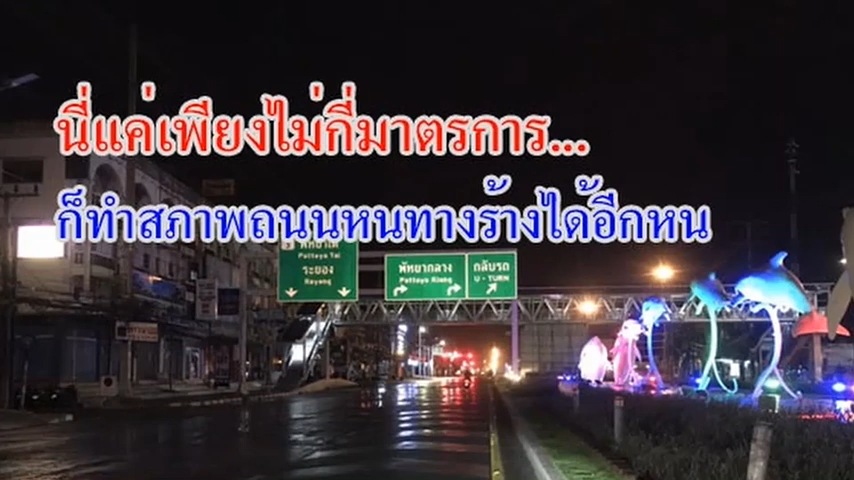 นี่แค่เพียงไม่กี่มาตรการ...
ก็ทำสภาพถนนหนทางร้างได้อีกหน
พัทยาใต้
Pattaya Tai
ระยอง
Rayong
พัทยากลาง
Pattaya Klang
กลับรถ
U - TURN